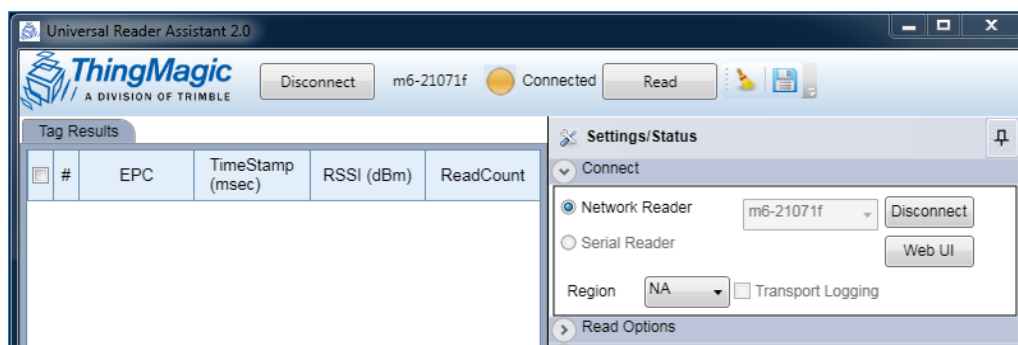 Universal Reader Assistant 2.0
ThingMagic
A DIVISION OF TRIMBLE
Disconnect m6-21071f Connected Read
Tag Results
# EPC TimeStamp (msec) RSSI (dBm) ReadCount
Settings/Status
Connect
Network Reader m6-21071f Disconnect
Serial Reader Web UI
Region NA Transport Logging
Read Options